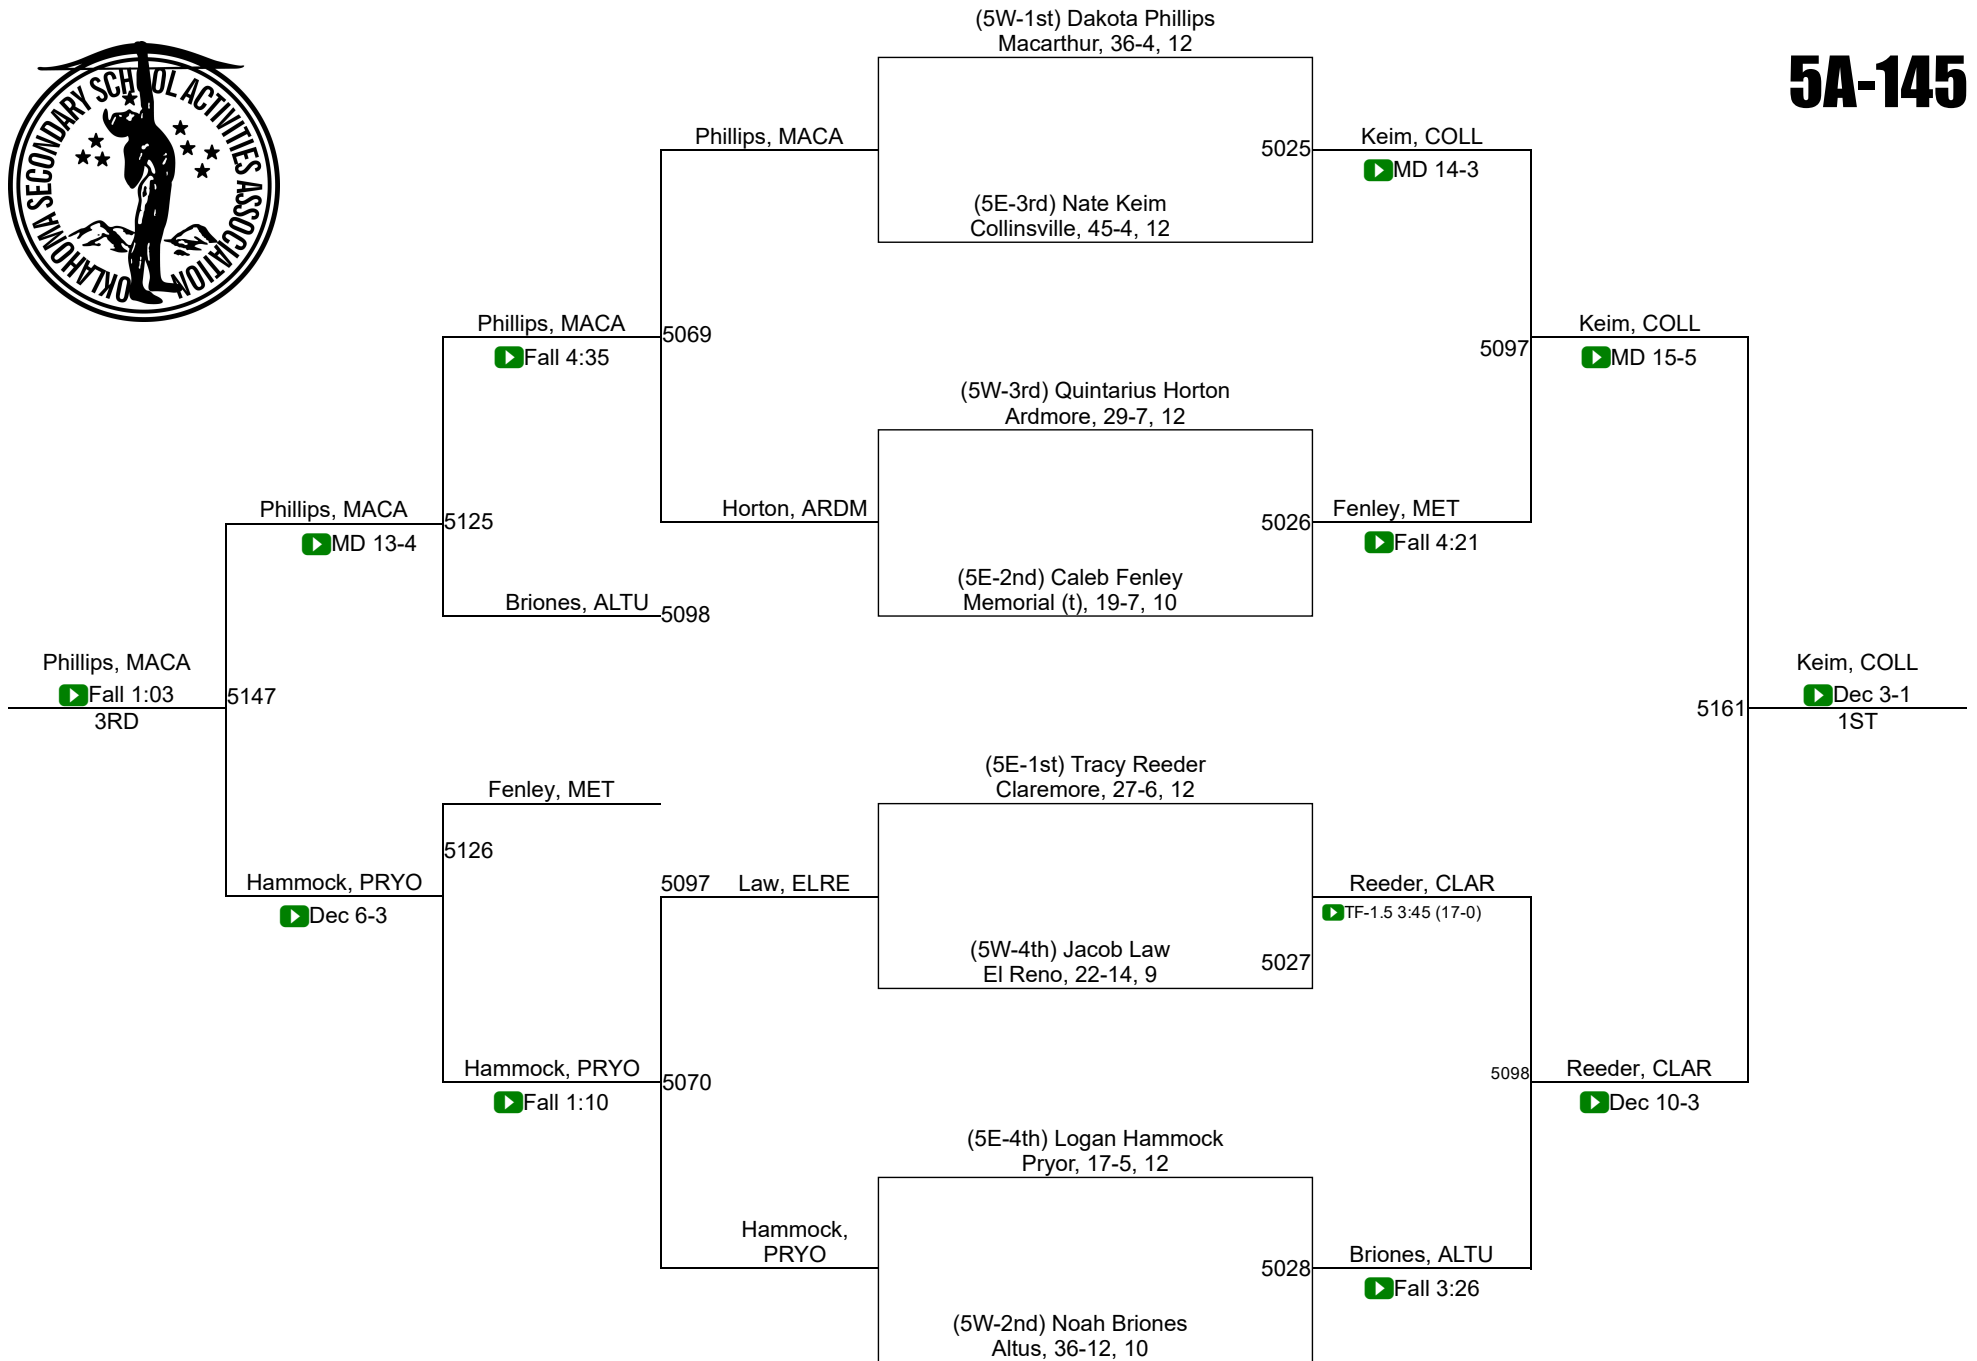 OKLAHOMA SECONDARY SCHOOL ACTIVITIES ASSOCIATION
5A-145
(5W-1st) Dakota Phillips
Macarthur, 36-4, 12
Phillips, MACA
5025
Keim, COLL
MD 14-3
(5E-3rd) Nate Keim
Collinsville, 45-4, 12
Phillips, MACA
Fall 4:35
5069
5097
Keim, COLL
MD 15-5
(5W-3rd) Quintarius Horton
Ardmore, 29-7, 12
Phillips, MACA
MD 13-4
5125
Horton, ARDM
5026
Fenley, MET
Fall 4:21
(5E-2nd) Caleb Fenley
Memorial (t), 19-7, 10
Briones, ALTU
5098
Phillips, MACA
Fall 1:03
3RD
5147
5161
Keim, COLL
Dec 3-1
1ST
(5E-1st) Tracy Reeder
Claremore, 27-6, 12
Fenley, MET
5126
Hammock, PRYO
Dec 6-3
5097
Law, ELRE
Reeder, CLAR
TF-1.5 3:45 (17-0)
(5W-4th) Jacob Law
El Reno, 22-14, 9
5027
Hammock, PRYO
Fall 1:10
5070
5098
Reeder, CLAR
Dec 10-3
(5E-4th) Logan Hammock
Pryor, 17-5, 12
Hammock,
PRYO
5028
Briones, ALTU
Fall 3:26
(5W-2nd) Noah Briones
Altus, 36-12, 10